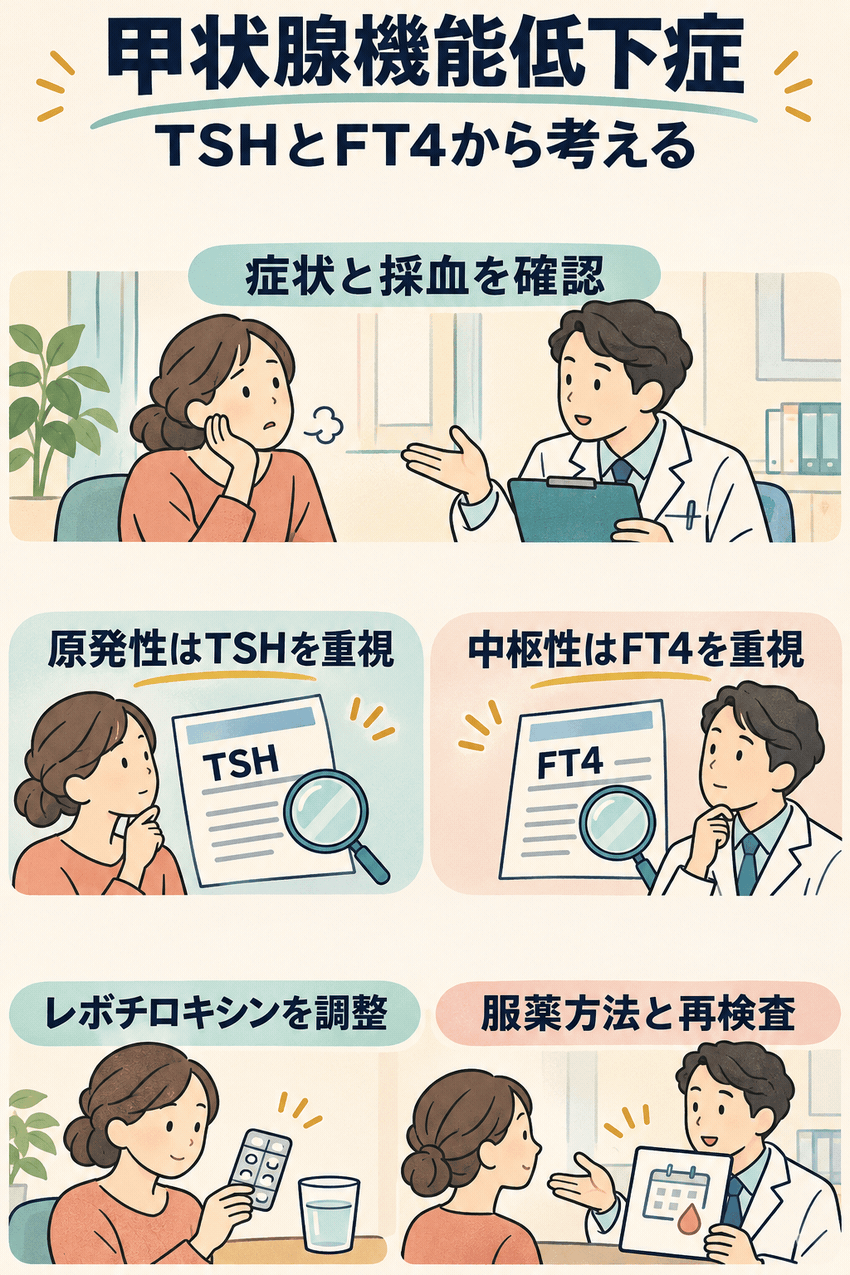 甲状腺機能低下症
TSHとFT4から考える
症状と採血を確認
原発性はTSHを重視
中枢性はFT4を重視
TSH
FT4
レボチロキシンを調整
服薬方法と再検査